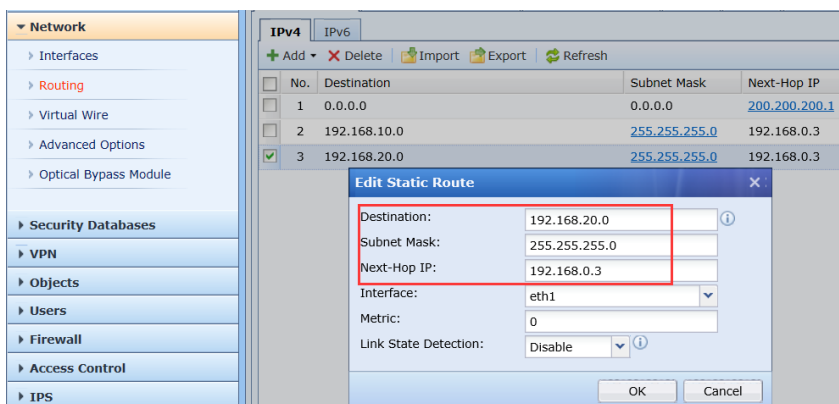 Network
Interfaces
Routing
Virtual Wire
Advanced Options
Optical Bypass Module
Security Databases
VPN
Objects
Users
Firewall
Access Control
IPS
IPv4 IPv6
Add Delete Import Export Refresh
No. Destination Subnet Mask Next-Hop IP
1 0.0.0.0 0.0.0.0 200.200.200.1
2 192.168.10.0 255.255.255.0 192.168.0.3
3 192.168.20.0 255.255.255.0 192.168.0.3
Edit Static Route
Destination: 192.168.20.0
Subnet Mask: 255.255.255.0
Next-Hop IP: 192.168.0.3
Interface: eth1
Metric: 0
Link State Detection: Disable
OK Cancel